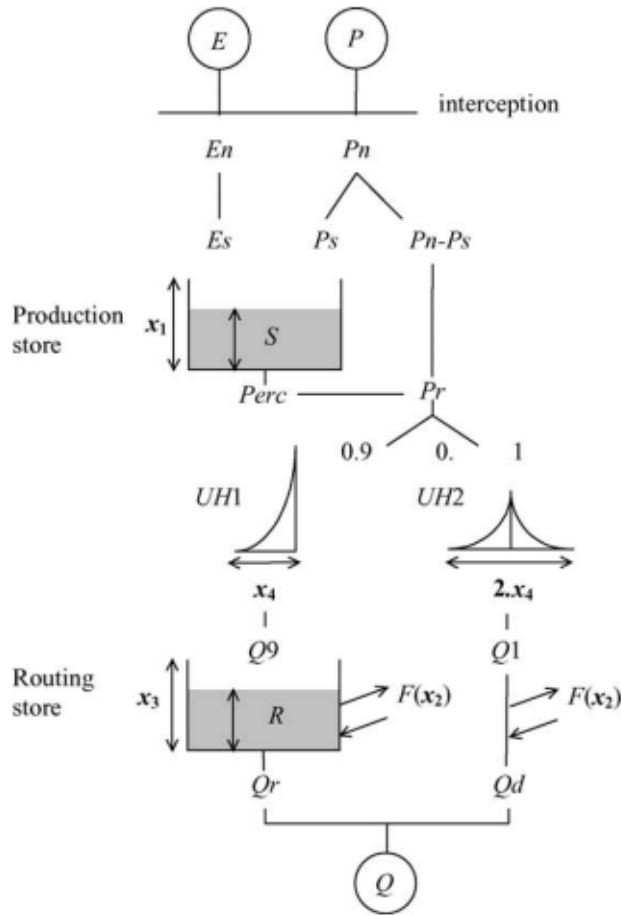 E P
interception
En Pn
Es Ps Pn-Ps
Production
store
x1
S
Perc Pr
0.9 0. 1
UH1 UH2
x4 2.x4
Q9 Q1
Routing
store
x3
R
F(x2) F(x2)
Qr Qd
Q